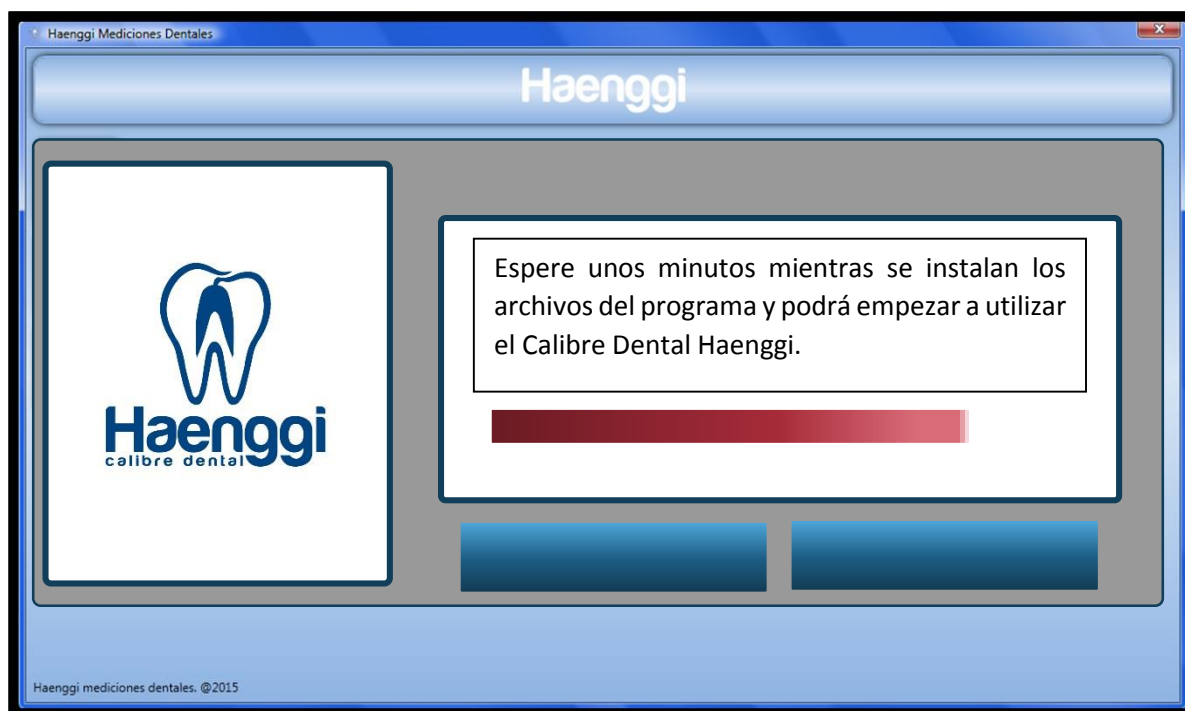 Haenggi Mediciones Dentales
Haenggi
Espere unos minutos mientras se instalan los
archivos del programa y podrá empezar a utilizar
el Calibre Dental Haenggi.
Haenggi
calibre dental
Haenggi mediciones dentales. @2015